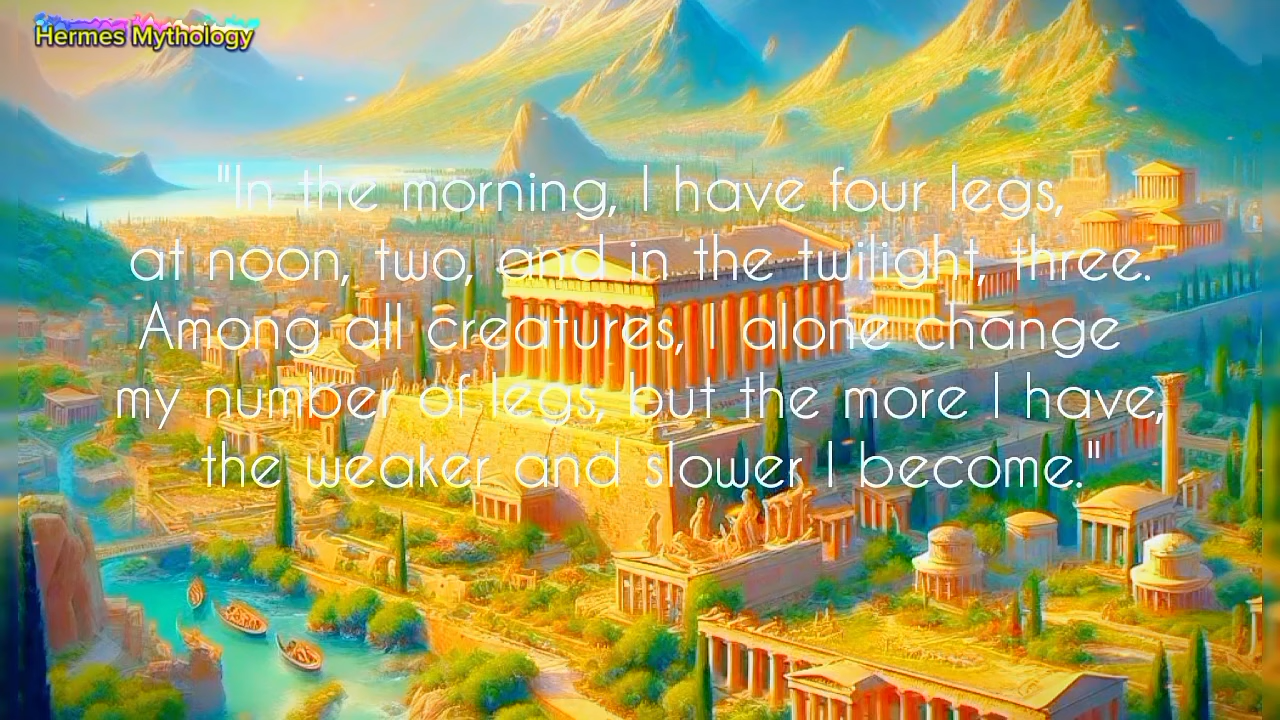 Hermes Mythology
"In the morning, I have four legs,
at noon, two, and in the twilight, three.
Among all creatures, I alone change
my number of legs, but the more I have,
the weaker and slower I become."